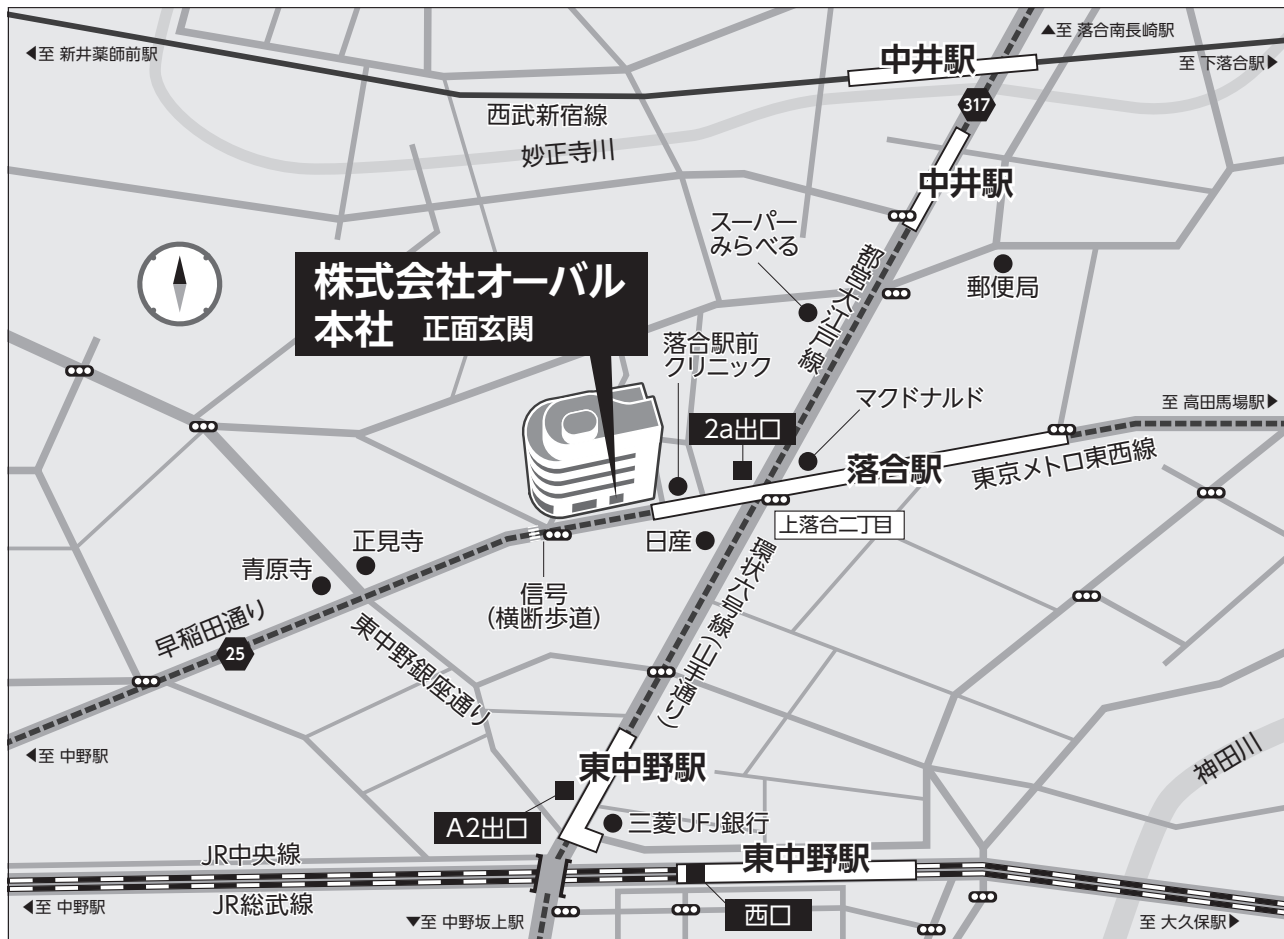 ▲至 落合南長崎駅
◀至 新井薬師前駅
中井駅
至 下落合駅▶
317
西武新宿線
妙正寺川
中井駅
スーパー
みらべる
都営大江戸線
郵便局
株式会社オーバル
本社 正面玄関
落合駅前
クリニック
マクドナルド
至 高田馬場駅▶
2a出口
落合駅
東京メトロ東西線
上落合二丁目
日産
正見寺
青原寺
信号
(横断歩道)
環状六号線(山手通り)
早稲田通り
25
東中野銀座通り
◀至 中野駅
東中野駅
神田川
A2出口
三菱UFJ銀行
JR中央線
東中野駅
JR総武線
◀至 中野駅
▼至 中野坂上駅
西口
至 大久保駅▶